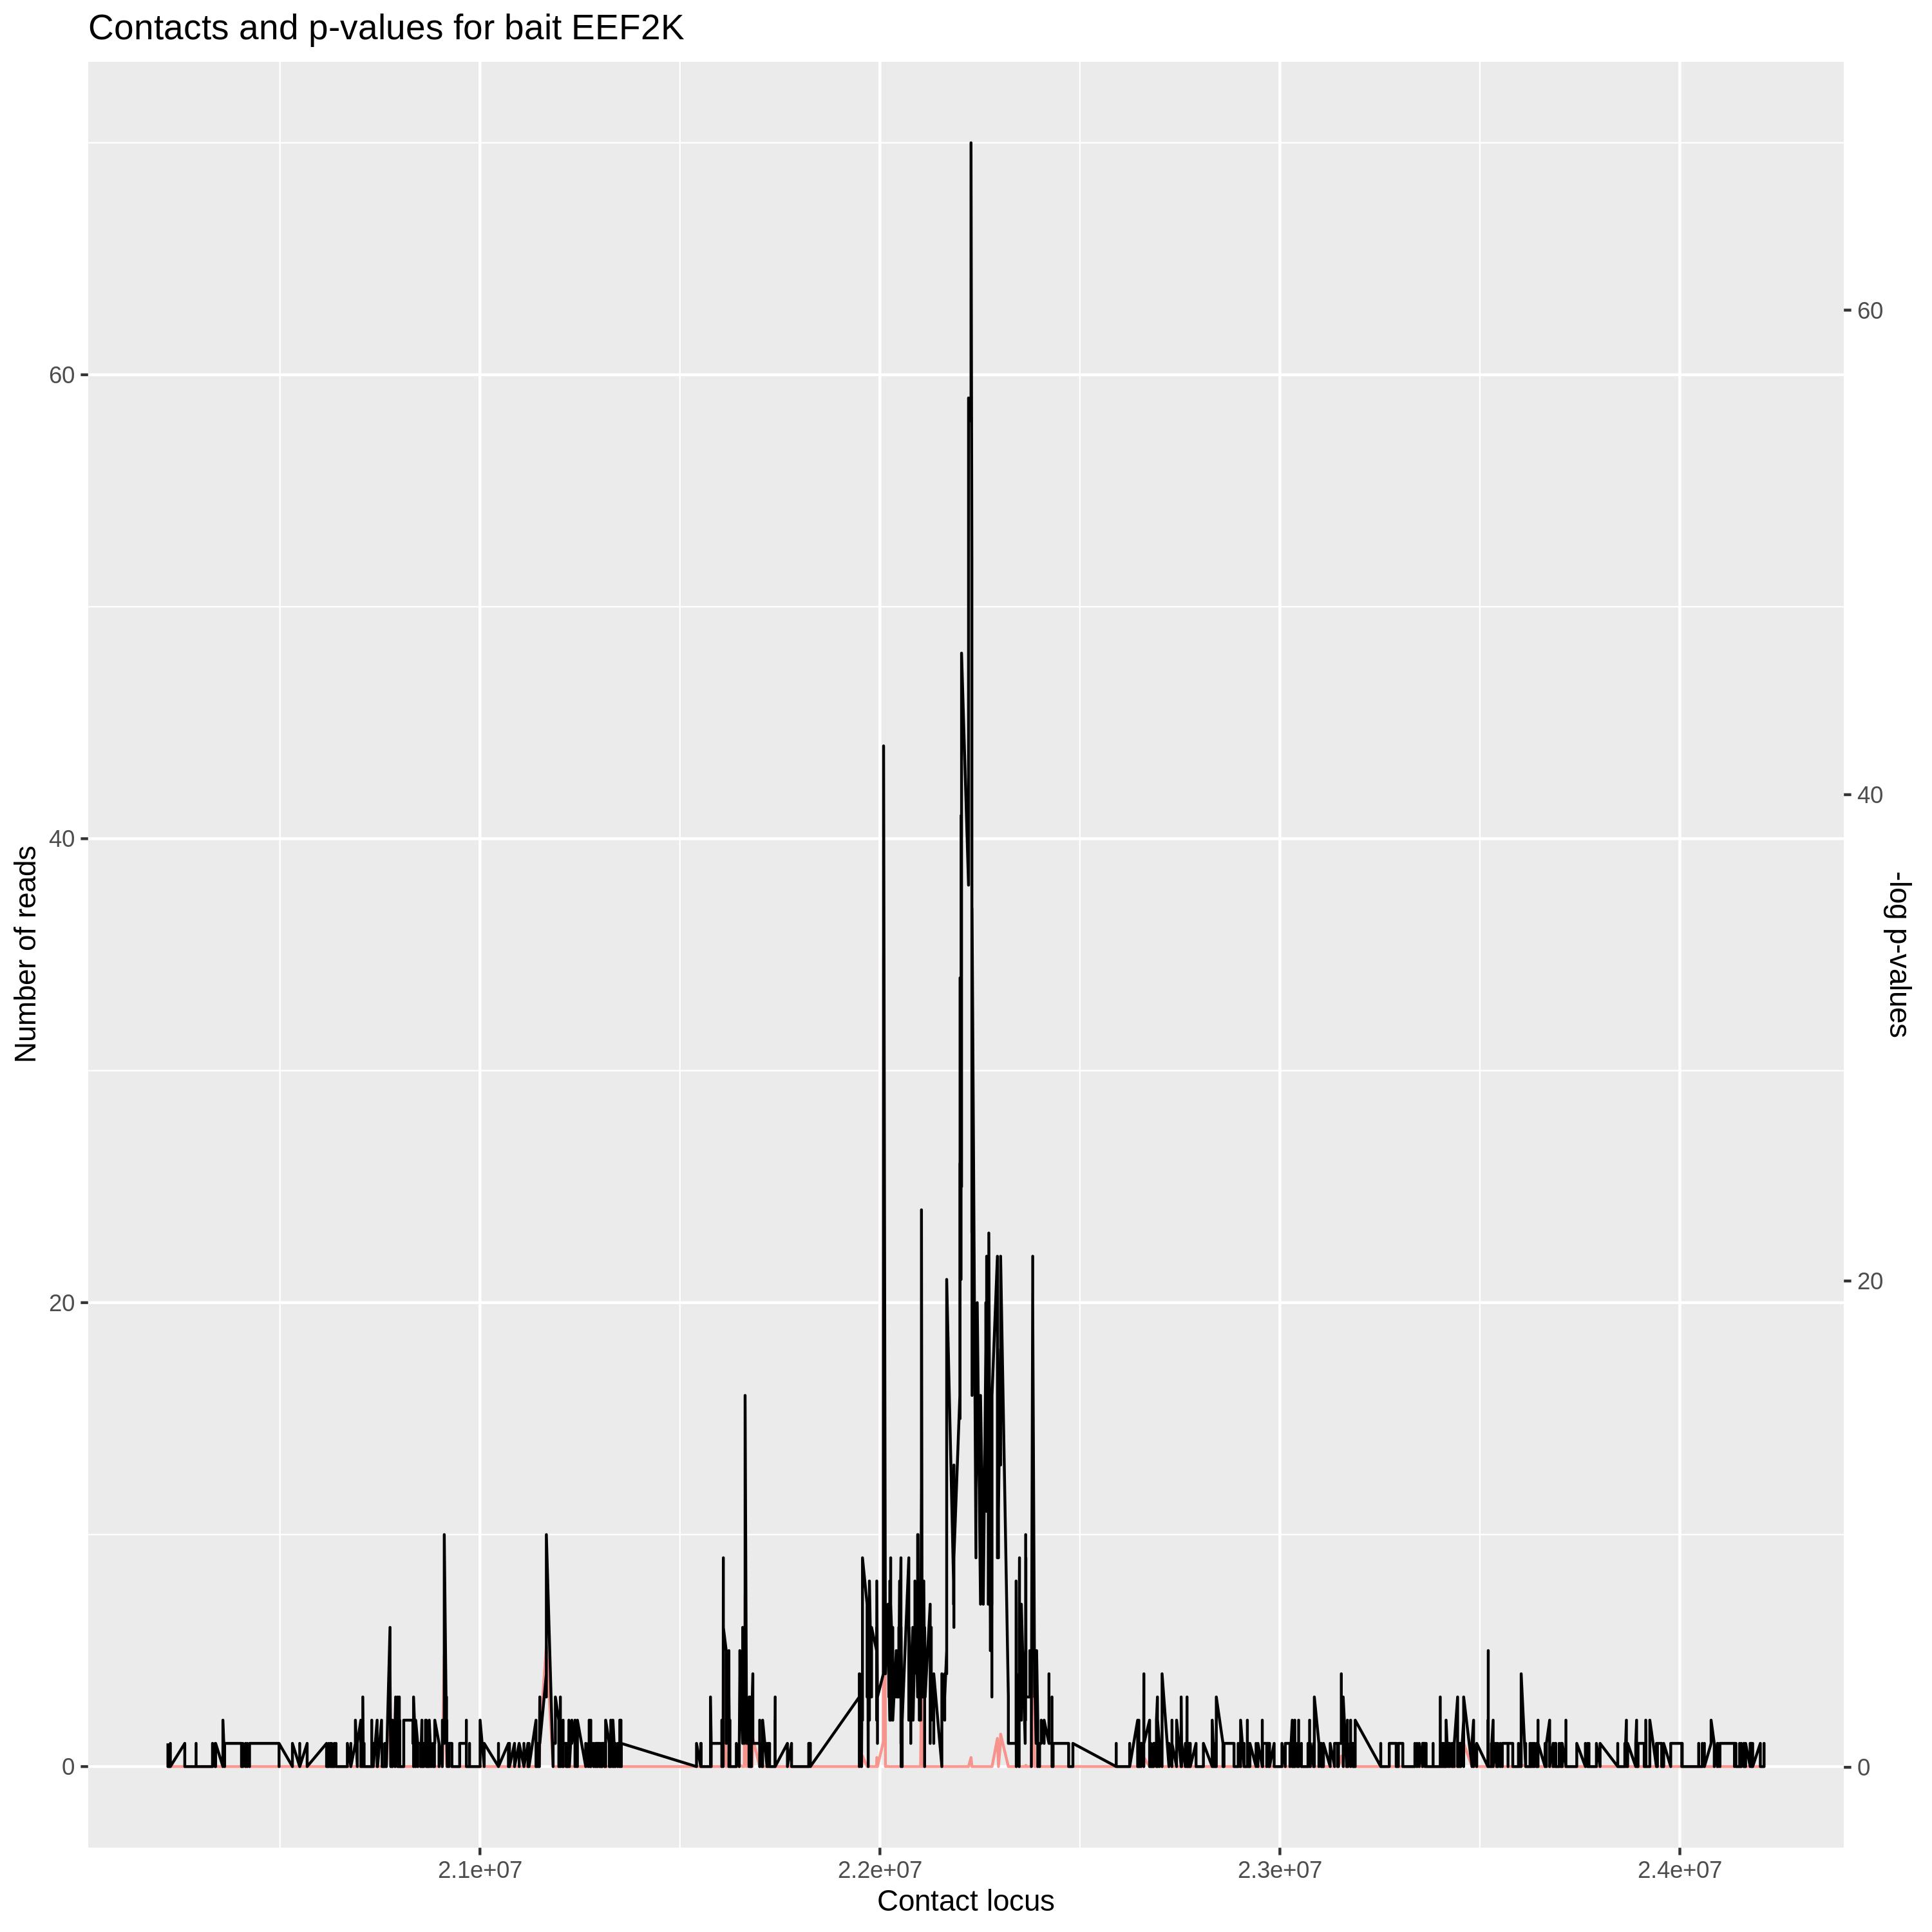 Contacts and p-values for bait EEF2K
60
40
20
0
Number of reads
60
40
20
0
-log p-values
2.1e+07
2.2e+07
2.3e+07
2.4e+07
Contact locus